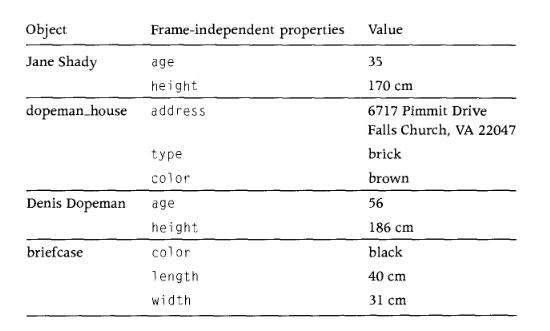 Object Frame-independent properties Value
Jane Shady age 35
height 170 cm
dopeman_house address 6717 Pimmit Drive
Falls Church, VA 22047
type brick
color brown
Denis Dopeman age 56
height 186 cm
briefcase color black
length 40 cm
width 31 cm